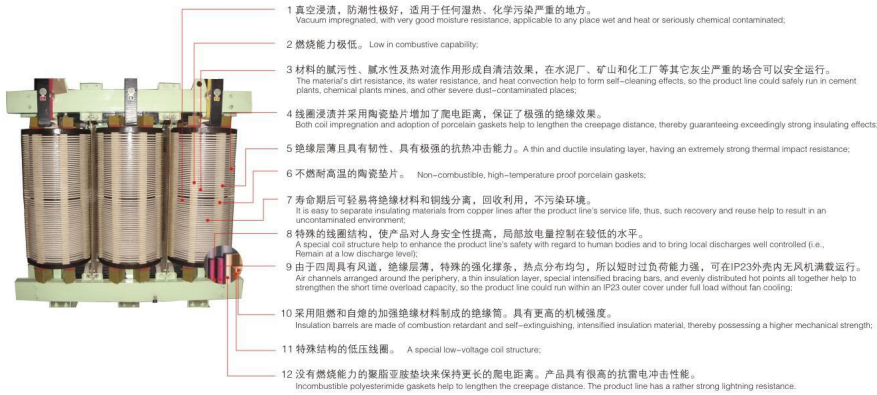 1 真空浸渍，防潮性极好，适用于任何湿热、化学污染严重的地方。
Vacuum impregnated, with very good moisture resistance, applicable to any place wet and heat or seriously chemical contaminated;
2 燃烧能力极低。 Low in combustive capability;
3 材料的腻污性、腻水性及热对流作用形成自清洁效果，在水泥厂、矿山和化工厂等其它灰尘严重的场合可以安全运行。
The material's dirt resistance, its water resistance, and heat convection help to form self-cleaning effects, so the product line could safely run in cement
plants, chemical plants mines, and other severe dust-contaminated places;
4 线圈浸渍并采用陶瓷垫片增加了爬电距离，保证了极强的绝缘效果。
Both coil impregnation and adoption of porcelain gaskets help to lengthen the creepage distance, thereby guaranteeing exceedingly strong insulating effects
5 绝缘层薄且具有韧性、具有极强的抗热冲击能力。 A thin and ductile insulating layer, having an extremely strong thermal impact resistance;
6 不燃耐高温的陶瓷垫片。 Non-combustible, high-temperature proof porcelain gaskets;
7 寿命期后可轻易将绝缘材料和铜线分离，回收利用，不污染环境。
It is easy to separate insulating materials from copper lines after the product line's service life, thus, such recovery and reuse help to result in an
uncontaminated environment;
8 特殊的线圈结构，使产品对人身安全性提高，局部放电量控制在较低的水平。
A special coil structure help to enhance the product line's safety with regard to human bodies and to bring local discharges well controlled (i.e.,
Remain at a low discharge level);
9 由于四周具有风道，绝缘层薄，特殊的强化撑条，热点分布均匀，所以短时过负荷能力强，可在IP23外壳内无风机满载运行。
Air channels arranged around the periphery, a thin insulation layer, special intensified bracing bars, and evenly distributed hot points all together help to
strengthen the short time overload capacity, so the product line could run within an IP23 outer cover under full load without fan cooling;
10 采用阻燃和自熄的加强绝缘材料制成的绝缘筒。具有更高的机械强度。
Insulation barrels are made of combustion retardant and self-extinguishing, intensified insulation material, thereby possessing a higher mechanical strength;
11 特殊结构的低压线圈。 A special low-voltage coil structure;
12 没有燃烧能力的聚脂亚胺垫块来保持更长的爬电距离。产品具有很高的抗雷电冲击性能。
Incombustible polyesterimide gaskets help to lengthen the creepage distance. The product line has a rather strong lightning resistance.